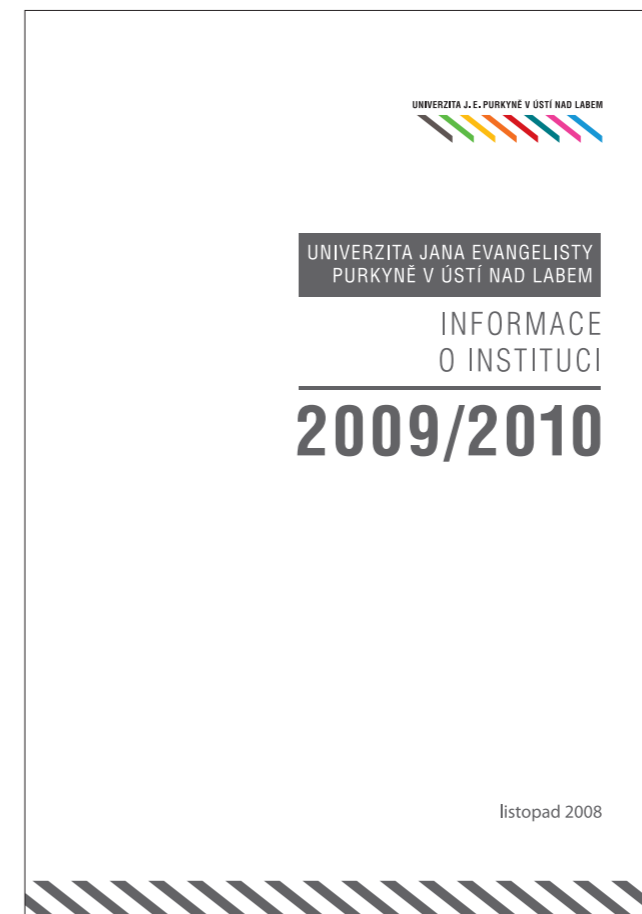 UNIVERZITA J. E. PURKYNĚ V ÚSTÍ NAD LABEM
UNIVERZITA JANA EVANGELISTY
PURKYNĚ V ÚSTÍ NAD LABEM
INFORMACE
O INSTITUCI
2009/2010
listopad 2008